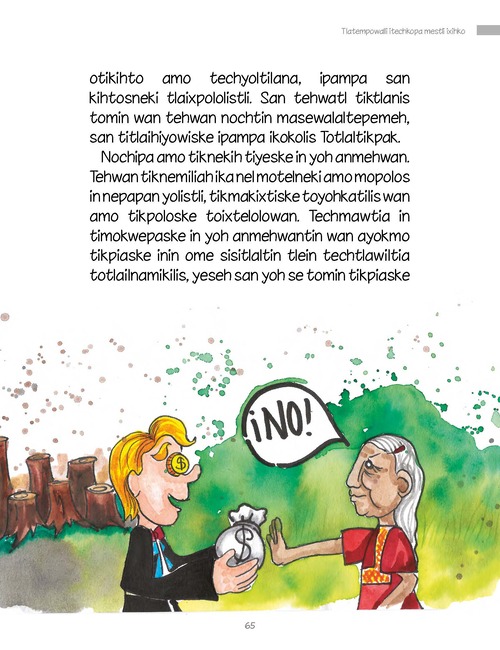 Tlatempowalli itechkopa mestli ixihko
otikihto amo techyoltilana, ipampa san
kihtosneki tlaixpololistli. San tehwatl tiktlanis
tomin wan tehwan nochtin masewalaltepemeh,
san titlaihiyowiske ipampa ikokolis Totlaltikpak.
Nochipa amo tiknekih tiyeske in yoh anmehwan.
Tehwan tiknemiliah ika nel motelneki amo mopolos
in nepapan yolistli, tikmakixtiske toyohkatilis wan
amo tikpoloske toixtelolowan. Techmawtia in
timokwepaske in yoh anmehwantin wan ayokmo
tikpiaske inin ome sisitlaltin tlein techtlawiltia
totlailnamikilis, yeseh san yoh se tomin tikpiaske
¡NO!
$
$
65